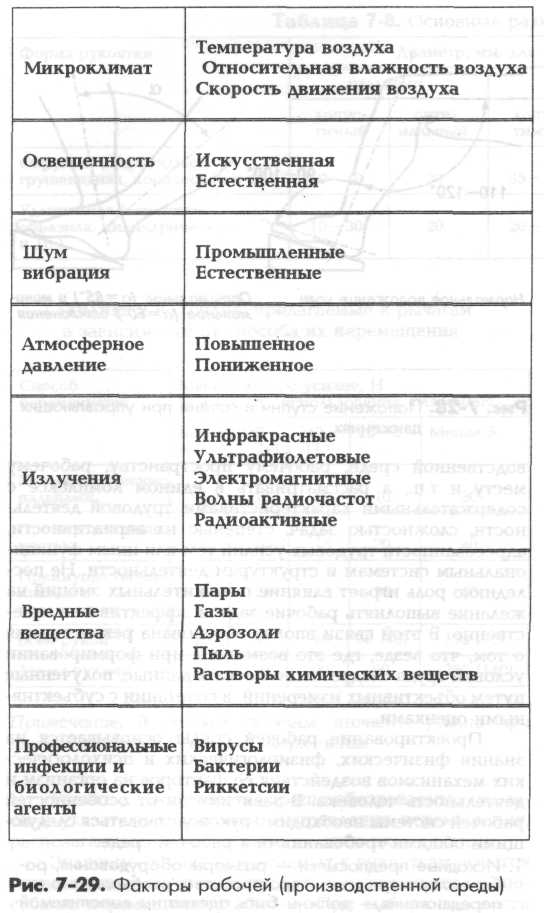 Микроклимат
Температура воздуха
Относительная влажность воздуха
Скорость движения воздуха
Освещенность
Искусственная
Естественная
Шум
вибрация
Промышленные
Естественные
Атмосферное
давление
Повышенное
Пониженное
Излучения
Инфракрасные
Ультрафиолетовые
Электромагнитные
Волны радиочастот
Радиоактивные
Вредные
вещества
Пары
Газы
Аэрозоли
Пыль
Растворы химических веществ
Профессиональные
инфекции и
биологические
агенты
Вирусы
Бактерии
Риккетсии
Рис. 7-29. Факторы рабочей (производственной среды)